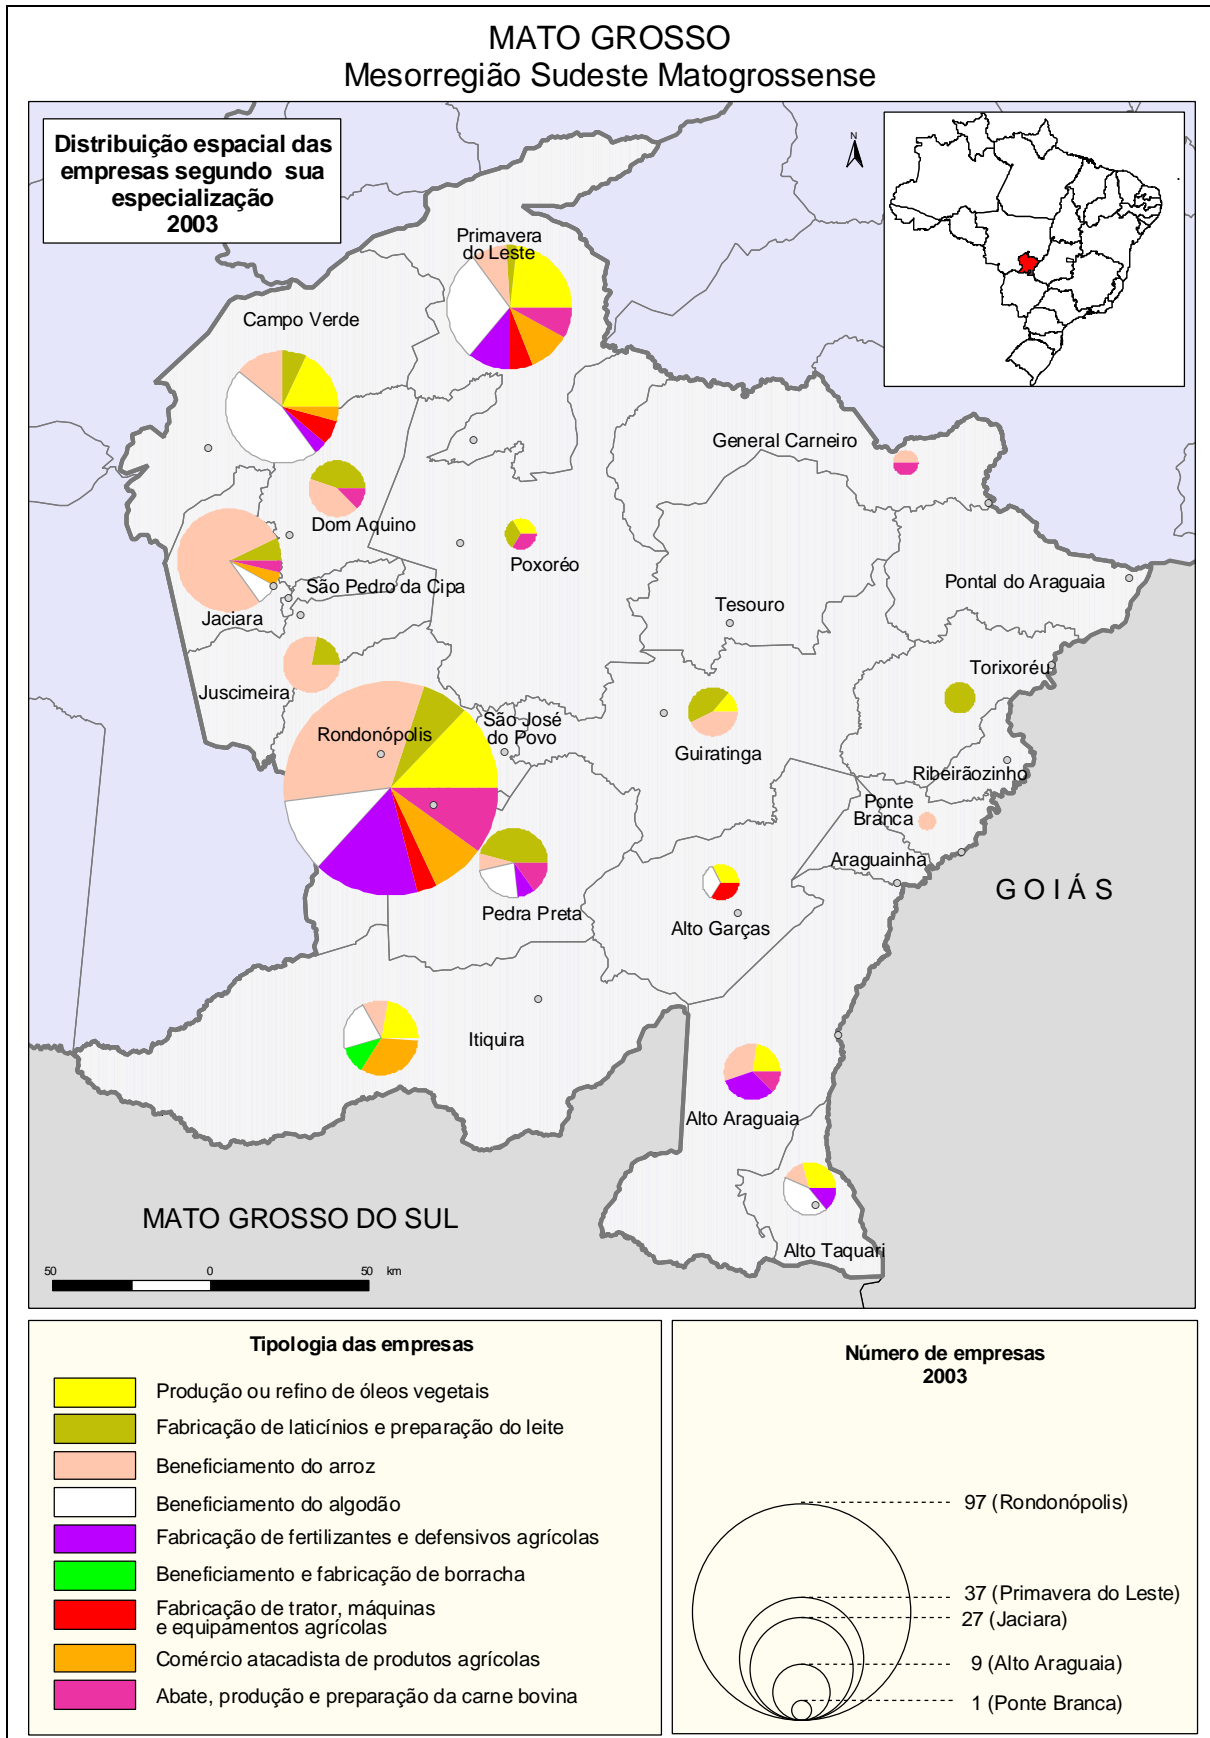 MATO GROSSO
Mesorregião Sudeste Matogrossense
Distribuição espacial das
empresas segundo sua
especialização
2003
N
Primavera
do Leste
Campo Verde
General Carneiro
Dom Aquino
Poxoréo
São Pedro da Cipa
Pontal do Araguaia
Jaciara
Tesouro
Torixoréu
Juscimeira
Rondonópolis
São José
do Povo
Guiratinga
Ribeirãozinho
Ponte
Branca
Araguainha
GOIÁS
Pedra Preta
Alto Garças
Itiquira
Alto Araguaia
MATO GROSSO DO SUL
Alto Taquari
50 0 50 km
Tipologia das empresas
Produção ou refino de óleos vegetais
Fabricação de laticínios e preparação do leite
Beneficiamento do arroz
Beneficiamento do algodão
Fabricação de fertilizantes e defensivos agrícolas
Beneficiamento e fabricação de borracha
Fabricação de trator, máquinas
e equipamentos agrícolas
Comércio atacadista de produtos agrícolas
Abate, produção e preparação da carne bovina
Número de empresas
2003
97 (Rondonópolis)
37 (Primavera do Leste)
27 (Jaciara)
9 (Alto Araguaia)
1 (Ponte Branca)